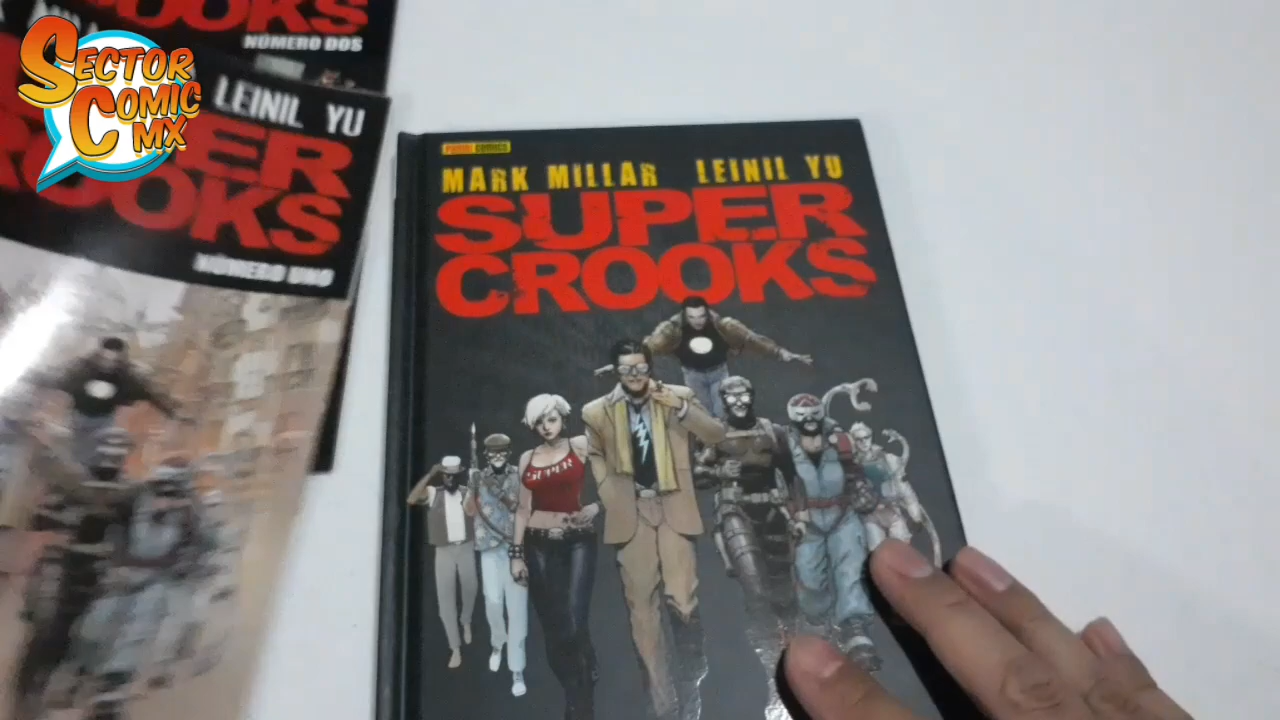 OOKS
NÚMERO DOS
SECTOR
COMIC
MX
LEINIL YU
SUPER
CROOKS
NÚMERO UNO
PANINI COMICS
MARK MILLAR LEINIL YU
SUPER
CROOKS
SUPER